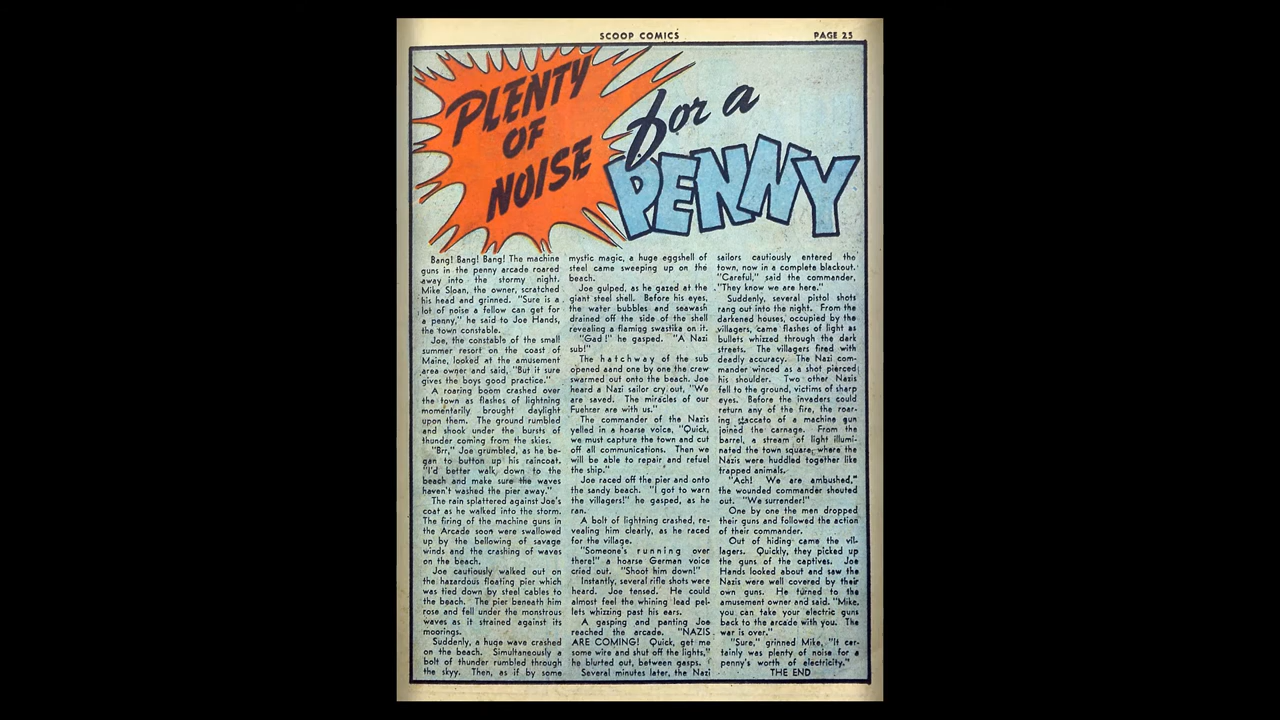 SCOOP COMICS
PAGE 25
PLENTY
OF
NOISE
for a
PENNY
Bang! Bang! Bang! The machine
guns in the penny arcade roared
away into the stormy night.
Mike Sloan, the owner, scratched
his head and grinned. "Sure is a
lot of noise a fellow can get for
a penny," he said to Joe Hands,
the town constable.
Joe, the constable of the small
summer resort on the coast of
Maine, looked at the amusement
area owner and said, "But it sure
gives the boys good practice."
A roaring boom crashed over
the town as flashes of lightning
momentarily brought daylight
upon them. The ground rumbled
and shook under the bursts of
thunder coming from the skies.
"Brr," Joe grumbled, as he be-
gan to button up his raincoat.
"I'd better walk down to the
beach and make sure the waves
haven't washed the pier away."
The rain splattered against Joe's
coat as he walked into the storm.
The firing of the machine guns in
the Arcade soon were swallowed
up by the bellowing of savage
winds and the crashing of waves
on the beach.
Joe cautiously walked out on
the hazardous floating pier which
was tied down by steel cables to
the beach. The pier beneath him
rose and fell under the monstrous
waves as it strained against its
moorings.
Suddenly, a huge wave crashed
on the beach. Simultaneously a
bolt of thunder rumbled through
the skyy. Then, as if by some
mystic magic, a huge eggshell of
steel came sweeping up on the
beach.
Joe gulped, as he gazed at the
giant steel shell. Before his eyes,
the water bubbles and seawash
drained off the side of the shell
revealing a flaming swastika on it.
"Gad!" he gasped. "A Nazi
sub!"
The hatchway of the sub
opened aand one by one the crew
swarmed out onto the beach. Joe
heard a Nazi sailor cry out, "We
are saved. The miracles of our
Fuehrer are with us."
The commander of the Nazis
yelled in a hoarse voice, "Quick,
we must capture the town and cut
off all communications. Then we
will be able to repair and refuel
the ship."
Joe raced off the pier and onto
the sandy beach. "I got to warn
the villagers!" he gasped, as he
ran.
A bolt of lightning crashed, re-
vealing him clearly, as he raced
for the village.
"Someone's running over
there!" a hoarse German voice
cried out. "Shoot him down!"
Instantly, several rifle shots were
heard. Joe tensed. He could
almost feel the whining lead pel-
lets whizzing past his ears.
A gasping and panting Joe
reached the arcade. "NAZIS
ARE COMING! Quick, get me
some wire and shut off the lights,"
he blurted out, between gasps.
Several minutes later, the Nazi
sailors cautiously entered the
town, now in a complete blackout.
"Careful," said the commander,
"They know we are here."
Suddenly, several pistol shots
rang out into the night. From the
darkened houses, occupied by the
villagers, came flashes of light as
bullets whizzed through the dark
streets. The villagers fired with
deadly accuracy. The Nazi com-
mander winced as a shot pierced
his shoulder. Two other Nazis
fell to the ground, victims of sharp
eyes. Before the invaders could
return any of the fire, the roar-
ing staccato of a machine gun
joined the carnage. From the
barrel, a stream of light illumi-
nated the town square, where the
Nazis were huddled together like
trapped animals.
"Ach! We are ambushed,"
the wounded commander shouted
out. "We surrender!"
One by one the men dropped
their guns and followed the action
of their commander.
Out of hiding came the vil-
lagers. Quickly, they picked up
the guns of the captives. Joe
Hands looked about and saw the
Nazis were well covered by their
own guns. He turned to the
amusement owner and said. "Mike,
you can take your electric guns
back to the arcade with you. The
war is over."
"Sure," grinned Mike, "It cer-
tainly was plenty of noise for a
penny's worth of electricity."
THE END